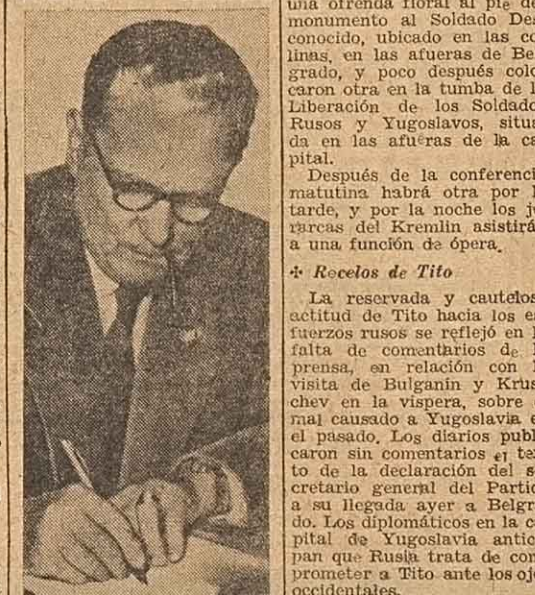 una ofrenda floral al pie de
monumento al Soldado Des
conocido, ubicado en las co
linas, en las afueras de Be
grado, y poco después colo
caron otra en la tumba de l
Liberación de los Soldado
Rusos y Yugoslavos, situa
da en las afueras de la ca
pital.
Después de la conferenci
matutina habrá otra por l
tarde, y por la noche los j
rarcas del Kremlin asistirá
a una función de ópera.
✢ Recelos de Tito
La reservada y cautelos
actitud de Tito hacia los es
fuerzos rusos se reflejó en l
falta de comentarios de l
prensa, en relación con l
visita de Bulganin y Krus
chev en la víspera, sobre
mal causado a Yugoslavia e
el pasado. Los diarios publ
caron sin comentarios el tex
to de la declaración del s
cretario general del Partid
a su llegada ayer a Belgr
do. Los diplomáticos en la ca
pital de Yugoslavia antic
pan que Rusia trata de com
prometer a Tito ante los ojo
occidentales.